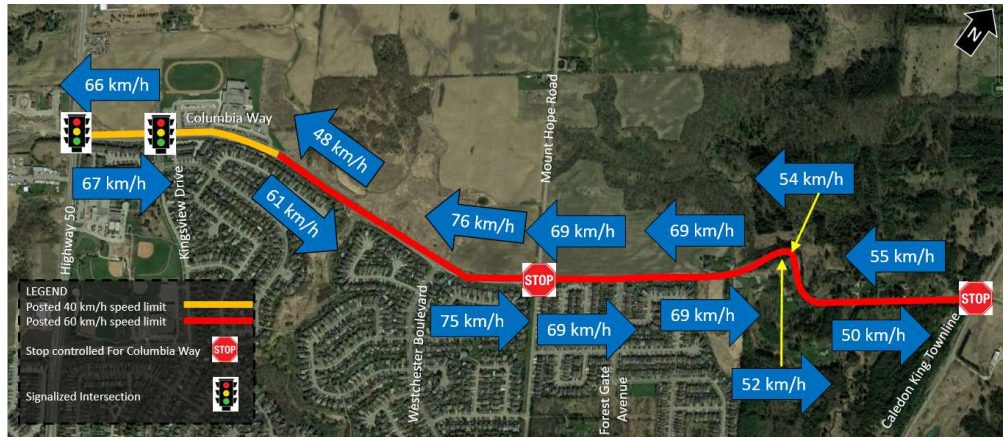 N
66 km/h
Columbia Way
48 km/h
67 km/h
61 km/h
Kingsview Drive
Highway 50
Mount Hope Road
76 km/h
69 km/h
69 km/h
54 km/h
55 km/h
STOP
STOP
75 km/h
69 km/h
69 km/h
50 km/h
52 km/h
Westchester Boulevard
Forest Gate
Avenue
Caledon King Townline
LEGEND
Posted 40 km/h speed limit
Posted 60 km/h speed limit
Stop controlled For Columbia Way
STOP
Signalized Intersection